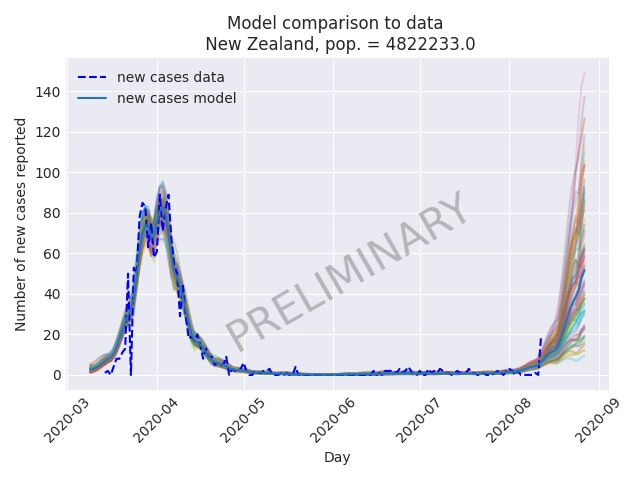 Model comparison to data
New Zealand, pop. = 4822233.0
new cases data
new cases model
Number of new cases reported
140
120
100
80
60
40
20
0
PRELIMINARY
2020-03
2020-04
2020-05
2020-06
2020-07
2020-08
2020-09
Day